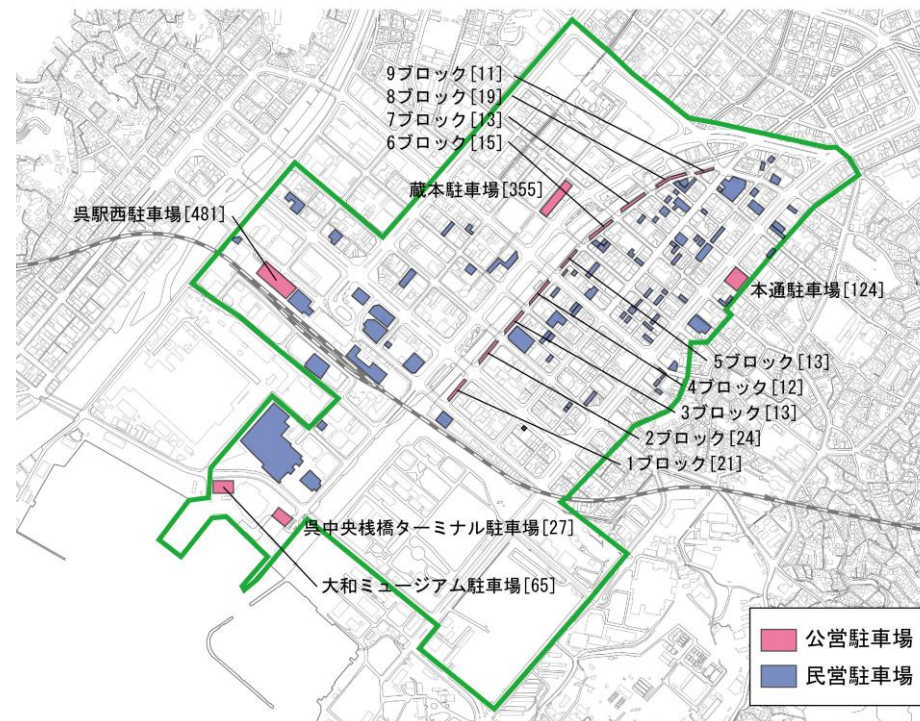 9ブロック[11]
8ブロック[19]
7ブロック[13]
6ブロック[15]
蔵本駐車場[355]
呉駅西駐車場[481]
本通駐車場[124]
5ブロック[13]
4ブロック[12]
3ブロック[13]
2ブロック[24]
1ブロック[21]
呉中央桟橋ターミナル駐車場[27]
大和ミュージアム駐車場[65]
公営駐車場
民営駐車場